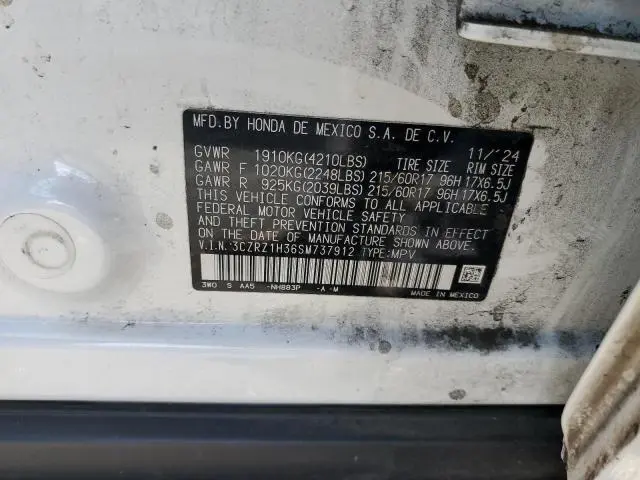 MFD.BY HONDA DE MEXICO S.A. DE C.V.
11/'24
GVWR 1910KG(4210LBS) TIRE SIZE RIM SIZE
GAWR F 1020KG(2248LBS) 215/60R17 96H 17X6.5J
GAWR R 925KG(2039LBS) 215/60R17 96H 17X6.5J
THIS VEHICLE CONFORMS TO ALL APPLICABLE
FEDERAL MOTOR VEHICLE SAFETY
AND THEFT PREVENTION STANDARDS IN EFFECT
ON THE DATE OF MANUFACTURE SHOWN ABOVE.
V.I.N. 3CZRZ1H36SM737912 TYPE:MPV
3WO S AA5 -NH883P -A -M MADE IN MEXICO